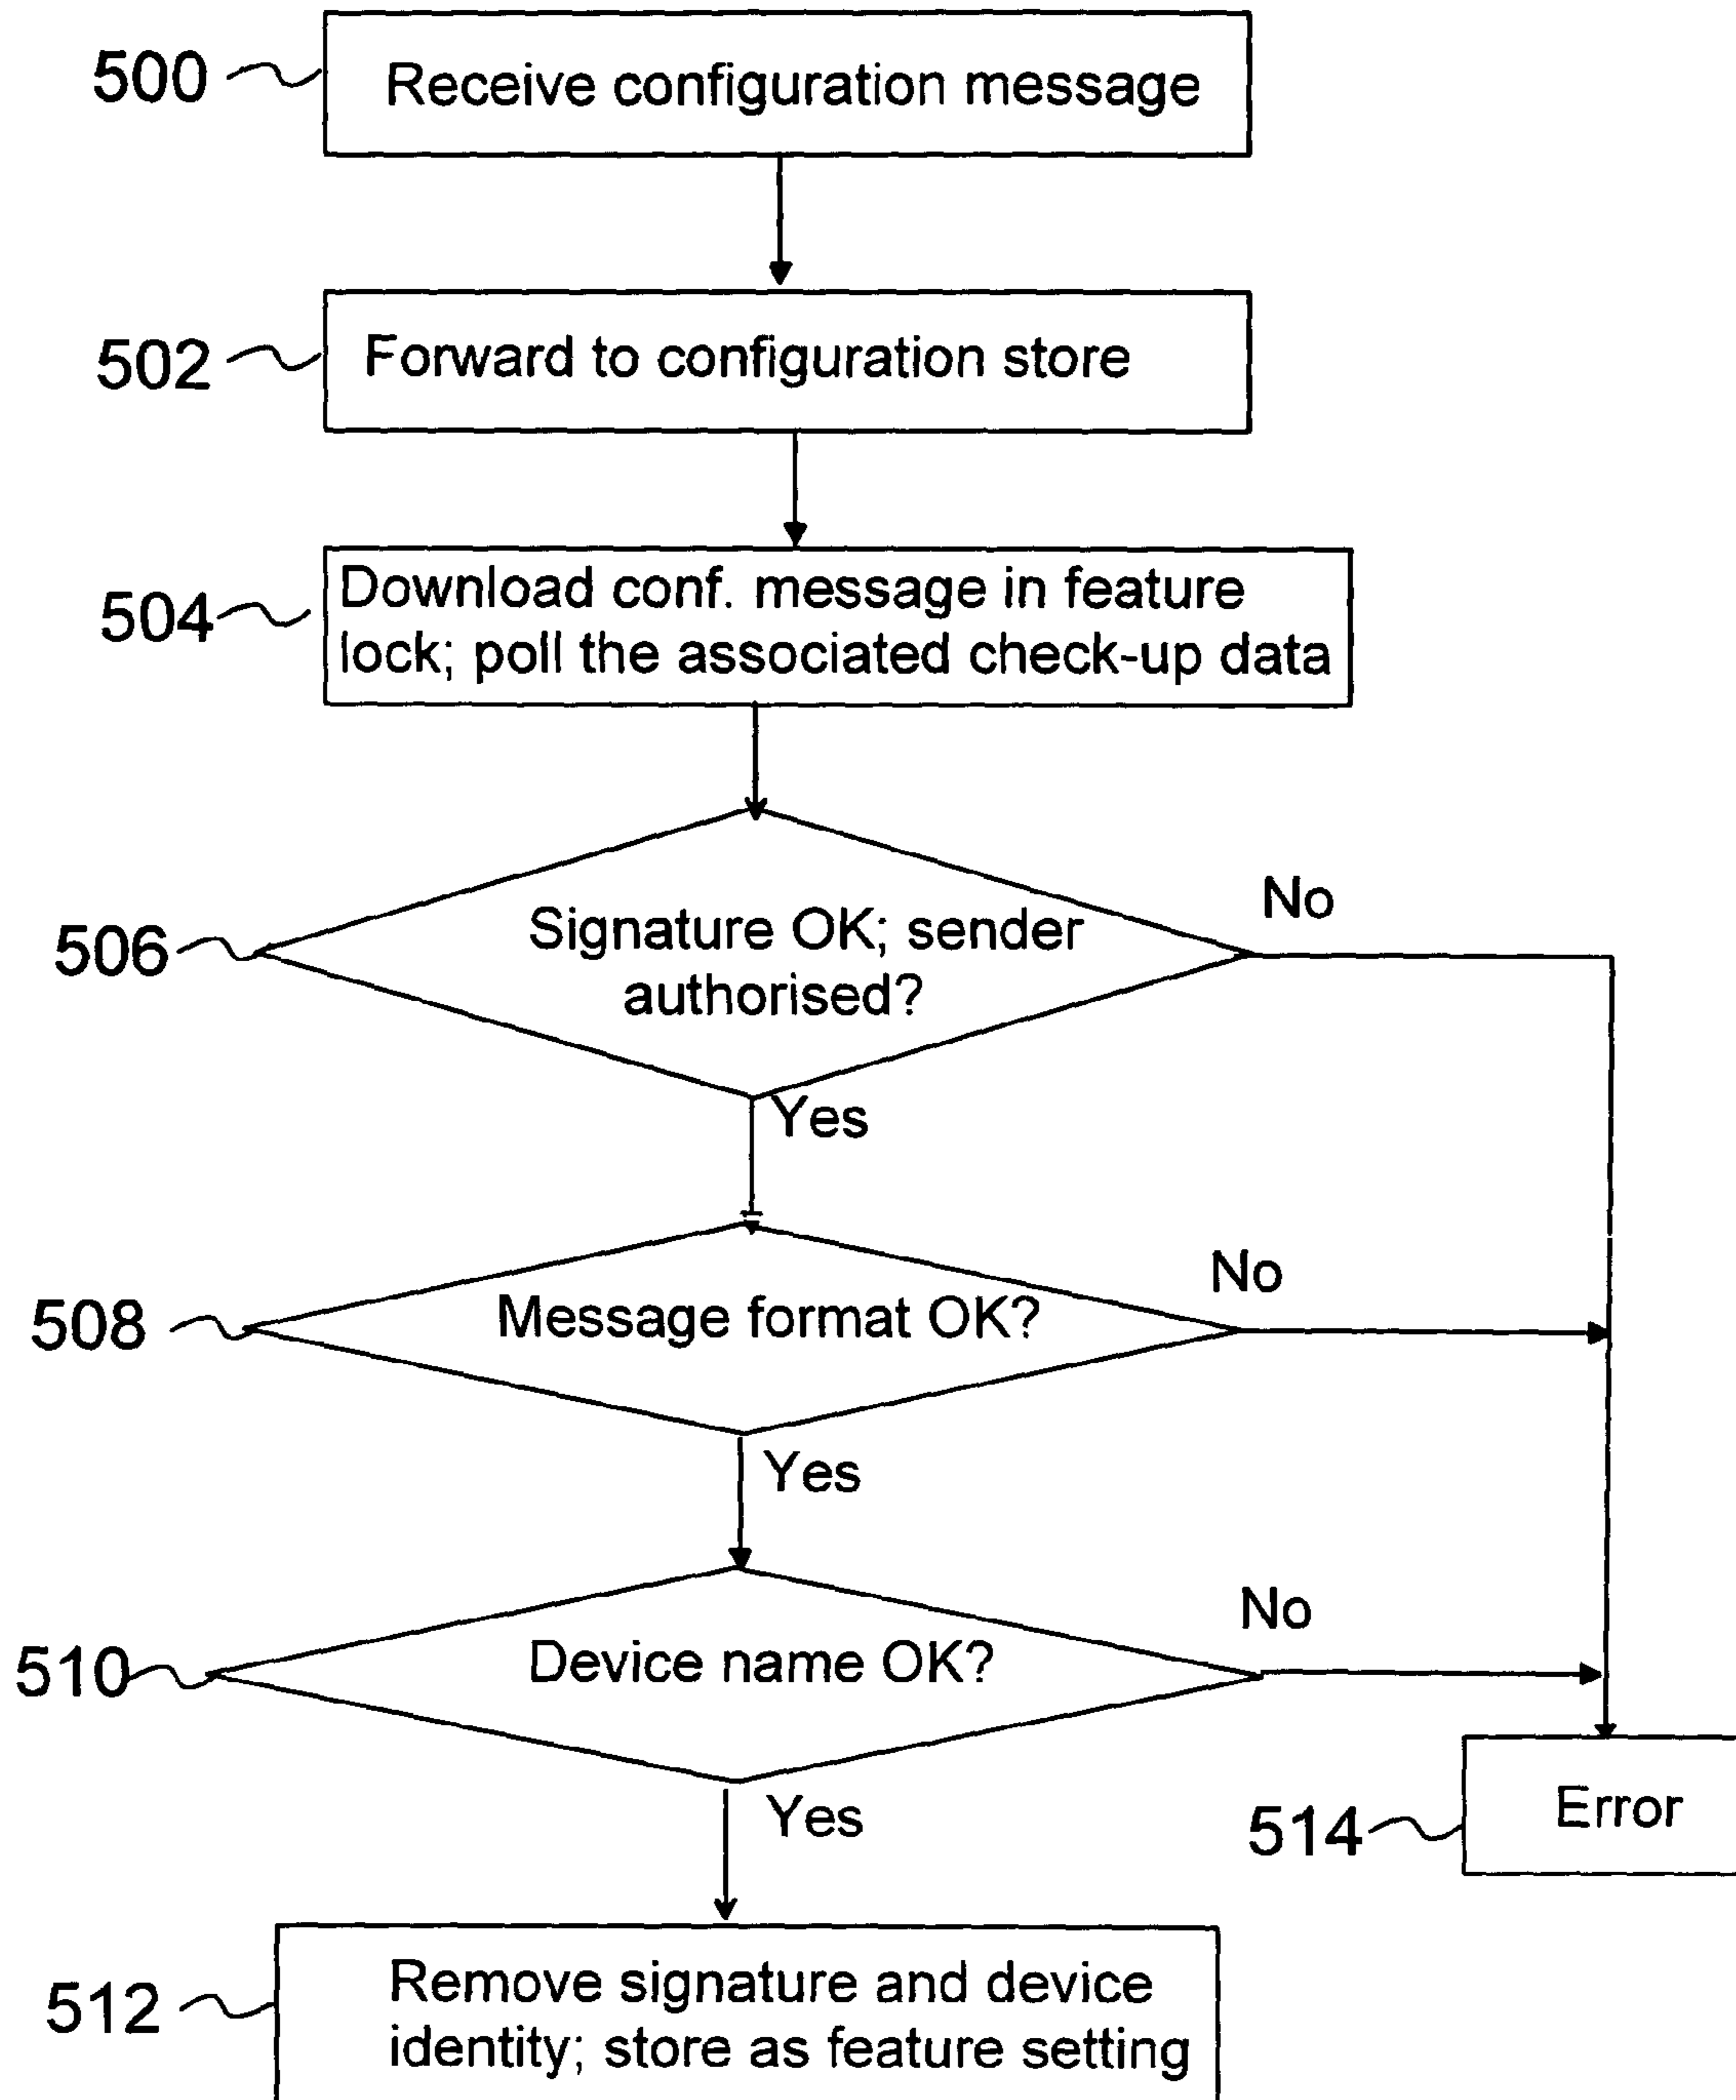 500
Receive configuration message
502
Forward to configuration store
504
Download conf. message in feature
lock; poll the associated check-up data
506
Signature OK; sender
authorised?
No
Yes
508
Message format OK?
No
Yes
510
Device name OK?
No
Yes
514
Error
512
Remove signature and device
identity; store as feature setting